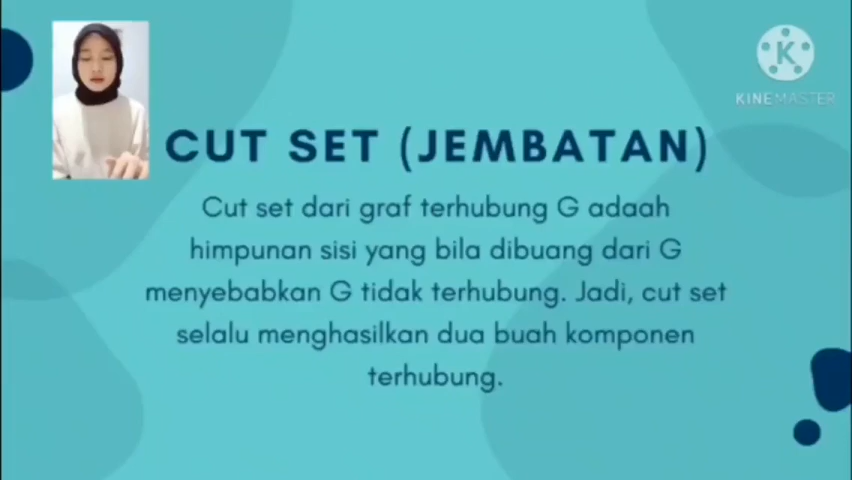 K
KINEMASTER
CUT SET (JEMBATAN)
Cut set dari graf terhubung G adaah
himpunan sisi yang bila dibuang dari G
menyebabkan G tidak terhubung. Jadi, cut set
selalu menghasilkan dua buah komponen
terhubung.